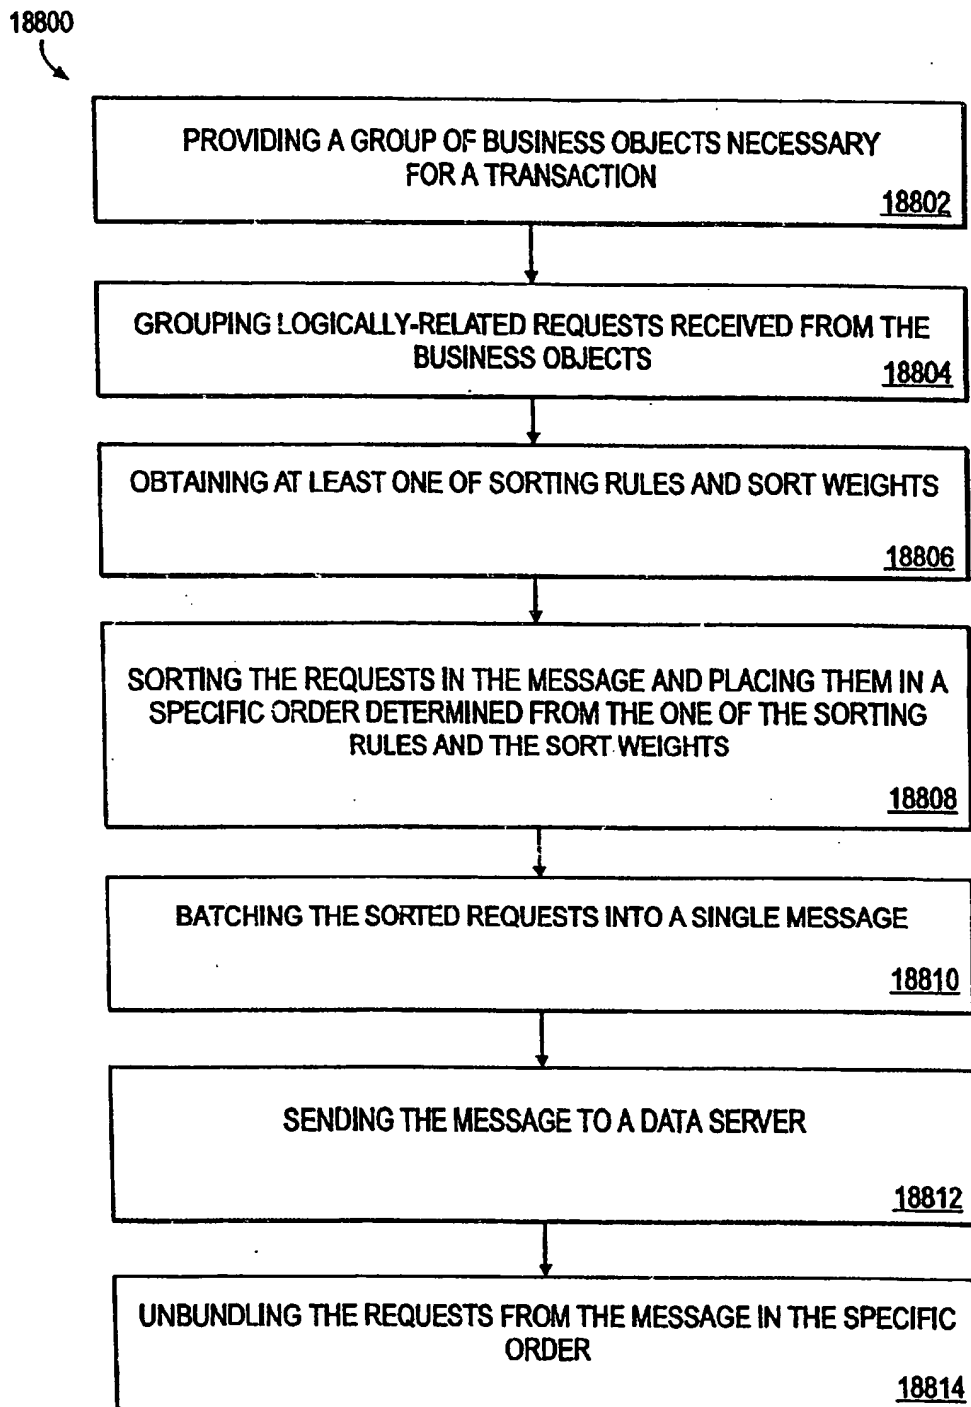 18800
PROVIDING A GROUP OF BUSINESS OBJECTS NECESSARY
FOR A TRANSACTION
18802
GROUPING LOGICALLY-RELATED REQUESTS RECEIVED FROM THE
BUSINESS OBJECTS
18804
OBTAINING AT LEAST ONE OF SORTING RULES AND SORT WEIGHTS
18806
SORTING THE REQUESTS IN THE MESSAGE AND PLACING THEM IN A
SPECIFIC ORDER DETERMINED FROM THE ONE OF THE SORTING
RULES AND THE SORT WEIGHTS
18808
BATCHING THE SORTED REQUESTS INTO A SINGLE MESSAGE
18810
SENDING THE MESSAGE TO A DATA SERVER
18812
UNBUNDLING THE REQUESTS FROM THE MESSAGE IN THE SPECIFIC
ORDER
18814